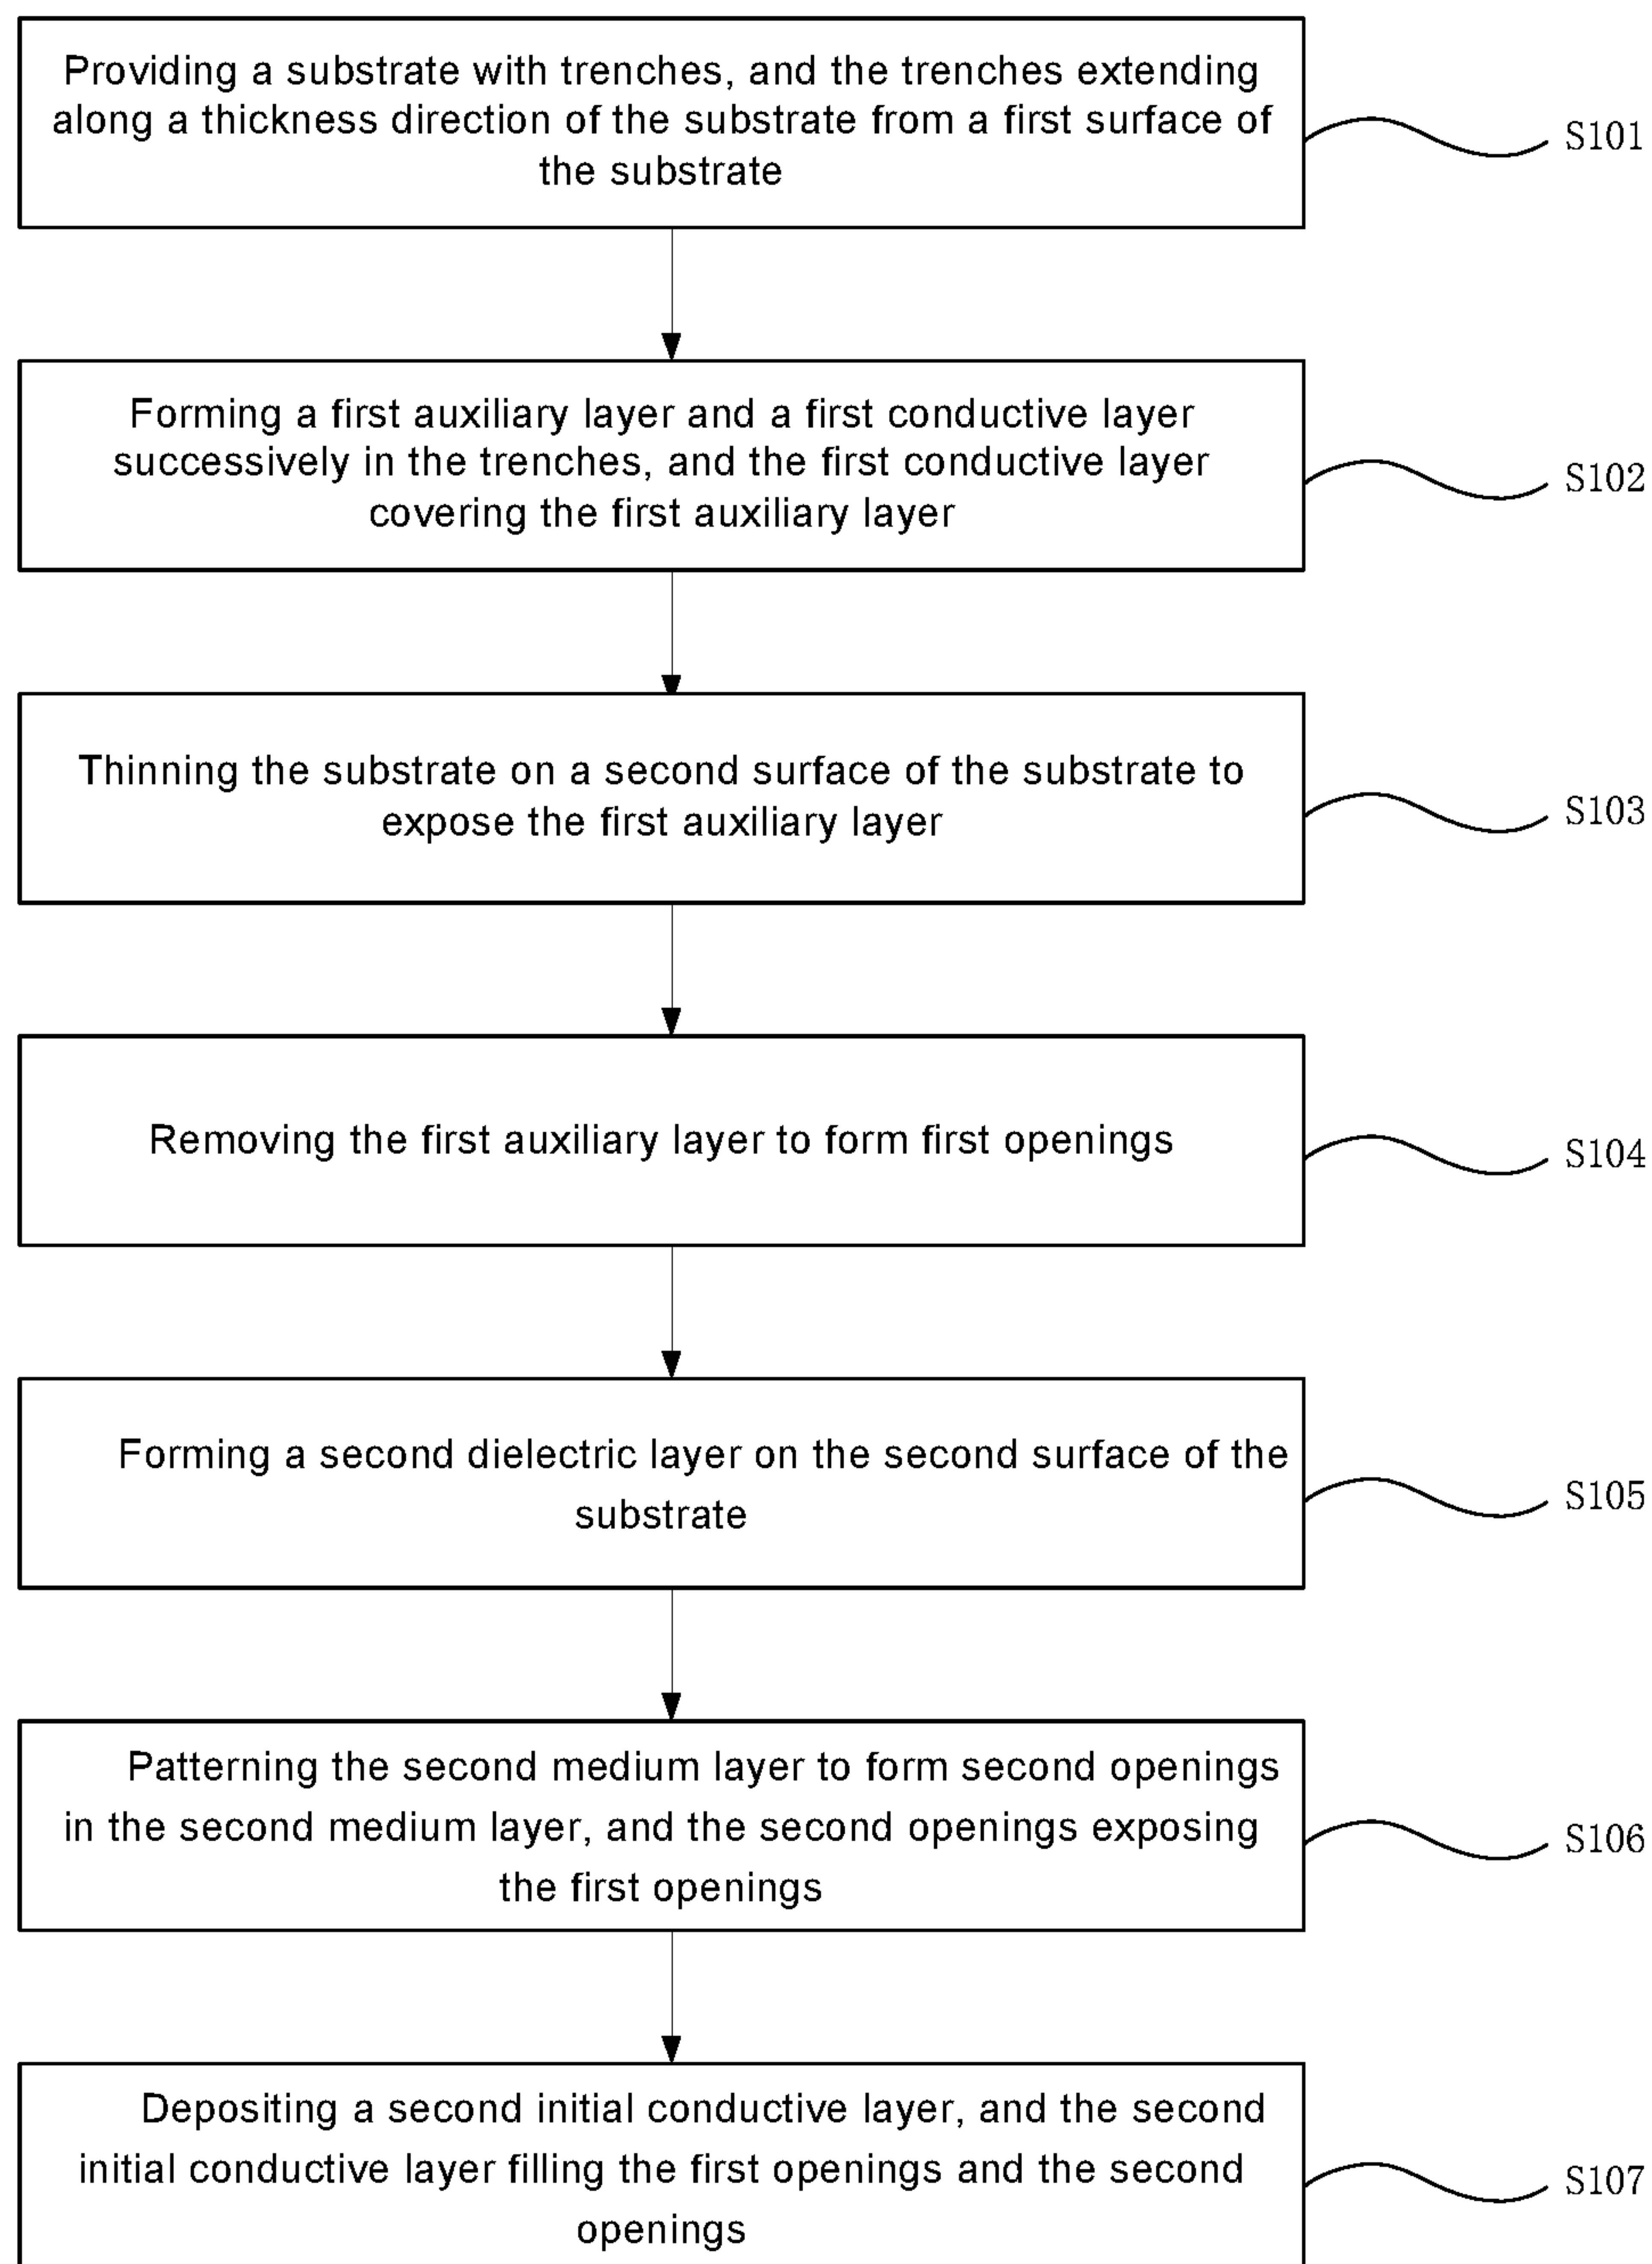 Providing a substrate with trenches, and the trenches extending
along a thickness direction of the substrate from a first surface of
the substrate
S101
Forming a first auxiliary layer and a first conductive layer
successively in the trenches, and the first conductive layer
covering the first auxiliary layer
S102
Thinning the substrate on a second surface of the substrate to
expose the first auxiliary layer
S103
Removing the first auxiliary layer to form first openings
S104
Forming a second dielectric layer on the second surface of the
substrate
S105
Patterning the second medium layer to form second openings
in the second medium layer, and the second openings exposing
the first openings
S106
Depositing a second initial conductive layer, and the second
initial conductive layer filling the first openings and the second
openings
S107